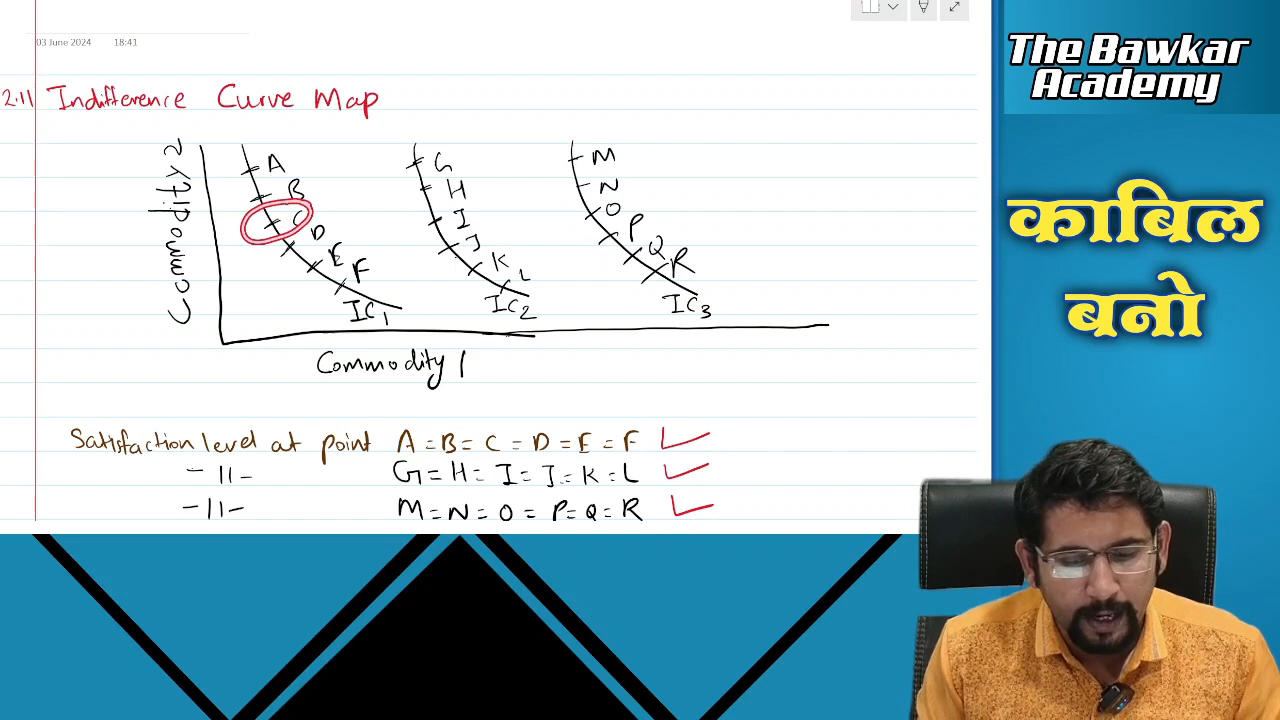 03 June 2024 18:41
The Bawkar
Academy
2.11 Indifference Curve Map
काबिल
बनो
Commodity 2
A
B
C
D
E
F
IC1
G
H
I
J
K
L
IC2
M
N
O
P
Q
R
IC3
Commodity 1
Satisfaction level at point A = B = C = D = E = F
-11- G = H = I = J = K = L
-11- M = N = O = P = Q = R